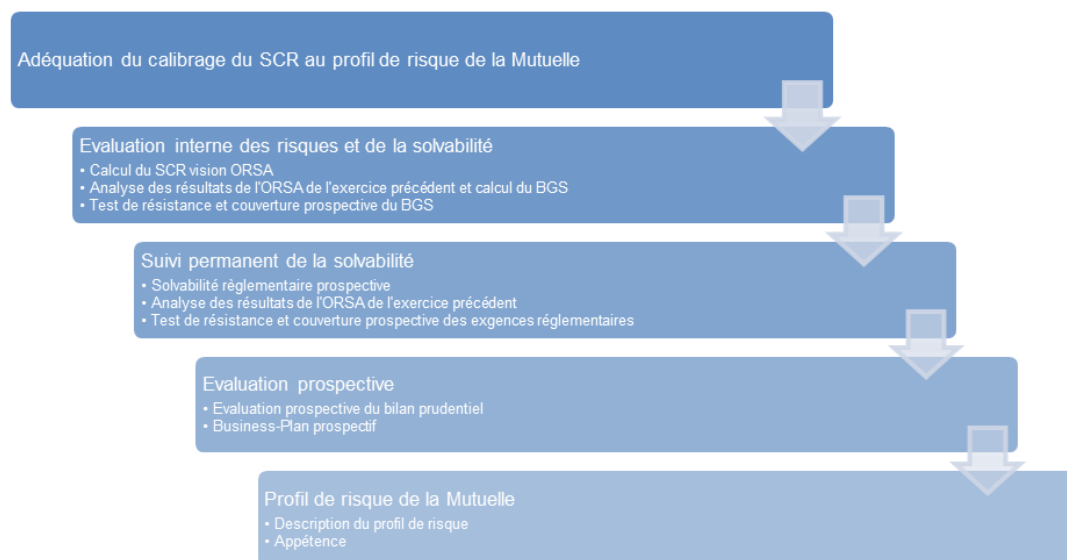 Adéquation du calibrage du SCR au profil de risque de la Mutuelle
Evaluation interne des risques et de la solvabilité
• Calcul du SCR vision ORSA
• Analyse des résultats de l'ORSA de l'exercice précédent et calcul du BGS
• Test de résistance et couverture prospective du BGS
Suivi permanent de la solvabilité
• Solvabilité règlementaire prospective
• Analyse des résultats de l'ORSA de l'exercice précédent
• Test de résistance et couverture prospective des exgences réglementaires
Evaluation prospective
• Evaluation prospective du bilan prudentiel
• Business-Plan prospectif
Profil de risque de la Mutuelle
• Description du profil de risque
• Appétence